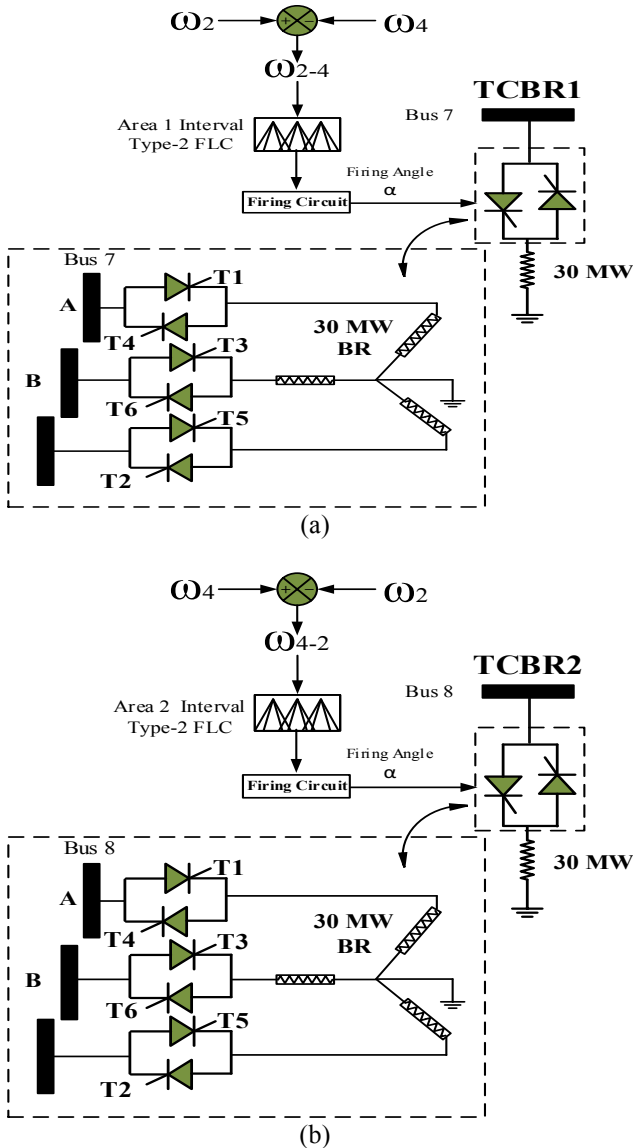 ω2 + − ω4
ω2-4
TCBR1
Bus 7
Area 1 Interval
Type-2 FLC
Firing Angle
α
Firing Circuit
30 MW
Bus 7
T1
A
T4
T3
30 MW
BR
B
T6
T5
T2
(a)
ω4 + − ω2
ω4-2
TCBR2
Bus 8
Area 2 Interval
Type-2 FLC
Firing Angle
α
Firing Circuit
30 MW
Bus 8
T1
A
T4
T3
30 MW
BR
B
T6
T5
T2
(b)